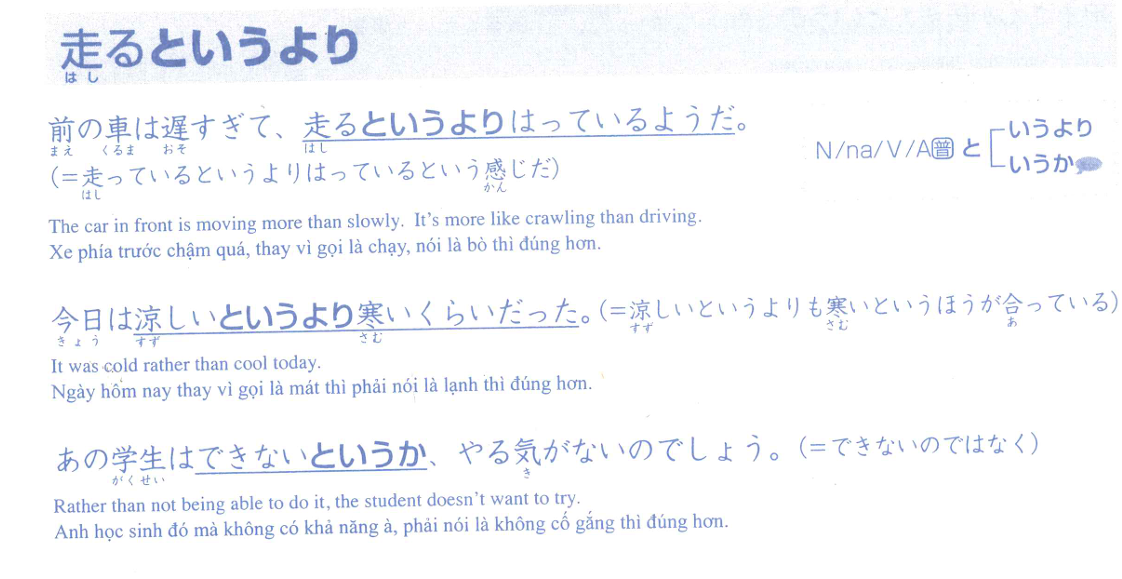 走るというより
はし
前の車は遅すぎて、走るというよりはっているようだ。
まえ くるま おそ はし
(=走っているというよりはっているという感じだ)
はし かん
N/na/V/A普 と いうより
いうか
The car in front is moving more than slowly. It's more like crawling than driving.
Xe phía trước chậm quá, thay vì gọi là chạy, nói là bò thì đúng hơn.
今日は涼しいというより寒いくらいだった。(=涼しいというよりも寒いというほうが合っている)
きょう すず さむ すず さむ あ
It was cold rather than cool today.
Ngày hôm nay thay vì gọi là mát thì phải nói là lạnh thì đúng hơn.
あの学生はできないというか、やる気がないのでしょう。(=できないのではなく)
がくせい き
Rather than not being able to do it, the student doesn't want to try.
Anh học sinh đó mà không có khả năng à, phải nói là không cố gắng thì đúng hơn.